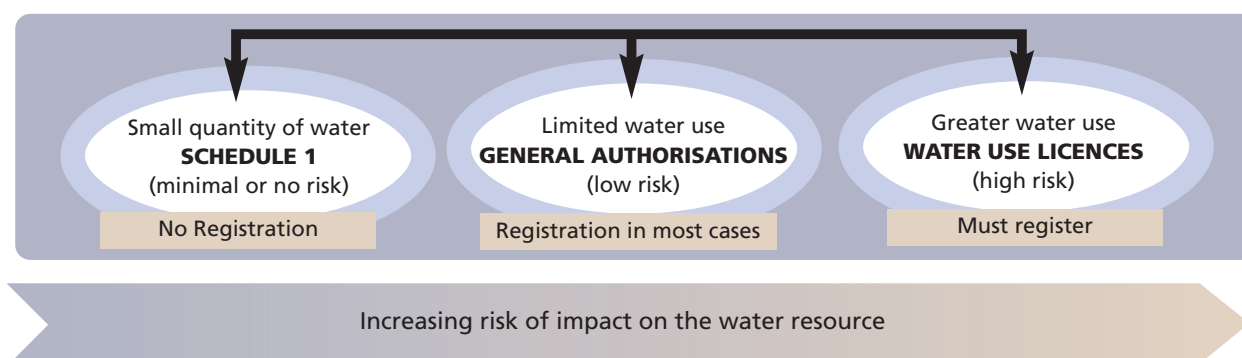 Small quantity of water
SCHEDULE 1
(minimal or no risk)
No Registration
Limited water use
GENERAL AUTHORISATIONS
(low risk)
Registration in most cases
Greater water use
WATER USE LICENCES
(high risk)
Must register
Increasing risk of impact on the water resource